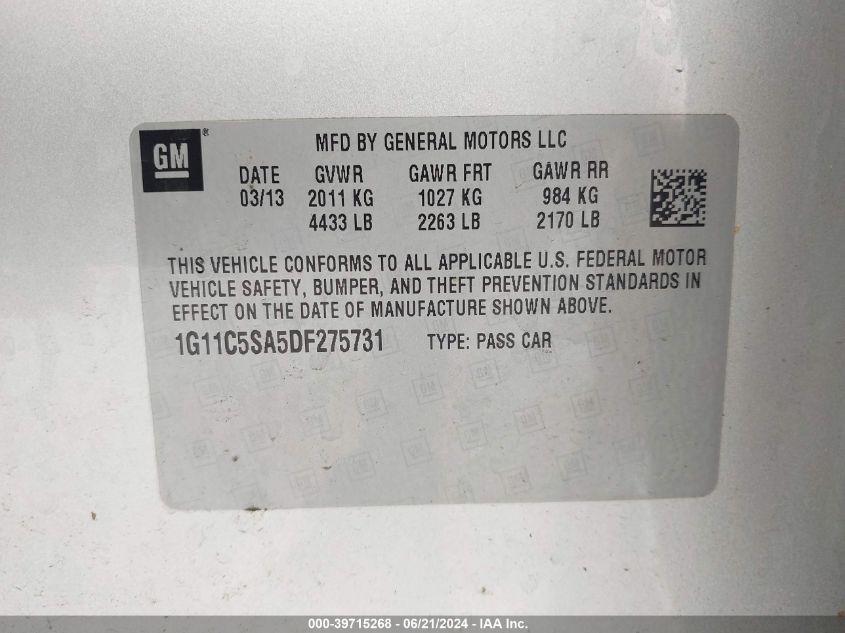 GM ®
MFD BY GENERAL MOTORS LLC
DATE GVWR GAWR FRT GAWR RR
03/13 2011 KG 1027 KG 984 KG
4433 LB 2263 LB 2170 LB
THIS VEHICLE CONFORMS TO ALL APPLICABLE U.S. FEDERAL MOTOR
VEHICLE SAFETY, BUMPER, AND THEFT PREVENTION STANDARDS IN
EFFECT ON THE DATE OF MANUFACTURE SHOWN ABOVE.
1G11C5SA5DF275731 TYPE: PASS CAR
000-39715268 - 06/21/2024 - IAA Inc.